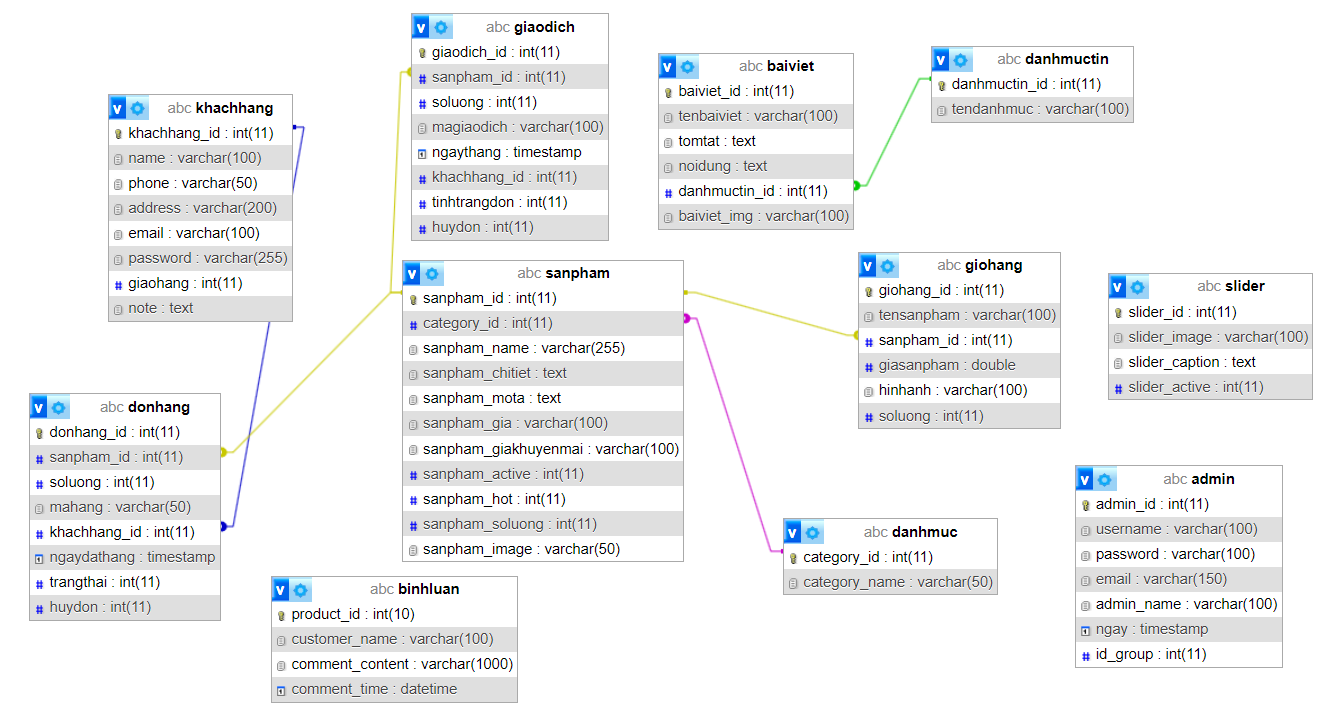 abc giaodich
giaodich_id : int(11)
sanpham_id : int(11)
soluong : int(11)
magiaodich : varchar(100)
ngaythang : timestamp
khachhang_id : int(11)
tinhtrangdon : int(11)
huydon : int(11)
abc baiviet
baiviet_id : int(11)
tenbaiviet : varchar(100)
tomtat : text
noidung : text
danhmuctin_id : int(11)
baiviet_img : varchar(100)
abc danhmuctin
danhmuctin_id : int(11)
tendanhmuc : varchar(100)
abc khachhang
khachhang_id : int(11)
name : varchar(100)
phone : varchar(50)
address : varchar(200)
email : varchar(100)
password : varchar(255)
giaohang : int(11)
note : text
abc sanpham
sanpham_id : int(11)
category_id : int(11)
sanpham_name : varchar(255)
sanpham_chitiet : text
sanpham_mota : text
sanpham_gia : varchar(100)
sanpham_giakhuyenmai : varchar(100)
sanpham_active : int(11)
sanpham_hot : int(11)
sanpham_soluong : int(11)
sanpham_image : varchar(50)
abc giohang
giohang_id : int(11)
tensanpham : varchar(100)
sanpham_id : int(11)
giasanpham : double
hinhanh : varchar(100)
soluong : int(11)
abc slider
slider_id : int(11)
slider_image : varchar(100)
slider_caption : text
slider_active : int(11)
abc donhang
donhang_id : int(11)
sanpham_id : int(11)
soluong : int(11)
mahang : varchar(50)
khachhang_id : int(11)
ngaydathang : timestamp
trangthai : int(11)
huydon : int(11)
abc binhluan
product_id : int(10)
customer_name : varchar(100)
comment_content : varchar(1000)
comment_time : datetime
abc danhmuc
category_id : int(11)
category_name : varchar(50)
abc admin
admin_id : int(11)
username : varchar(100)
password : varchar(100)
email : varchar(150)
admin_name : varchar(100)
ngay : timestamp
id_group : int(11)